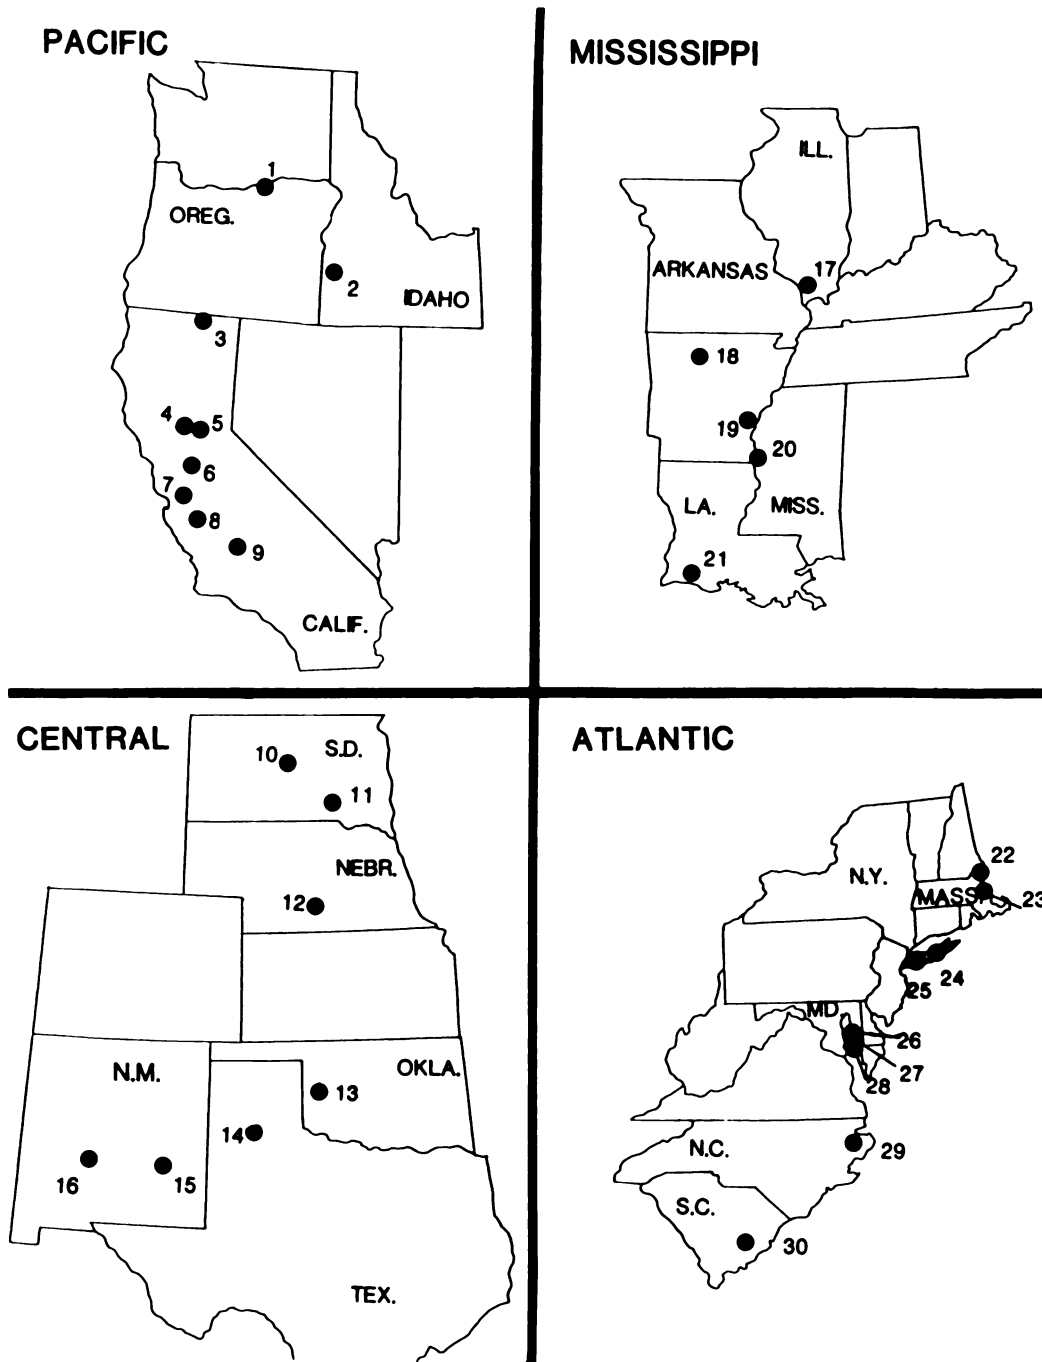 PACIFIC
1
OREG.
2
IDAHO
3
4
5
6
7
8
9
CALIF.
MISSISSIPPI
ILL.
ARKANSAS
17
18
19
20
LA.
MISS.
21
CENTRAL
10
S.D.
11
NEBR.
12
N.M.
OKLA.
13
14
16
15
TEX.
ATLANTIC
22
N.Y.
MASS.
23
24
25
MD.
26
27
28
N.C.
29
S.C.
30